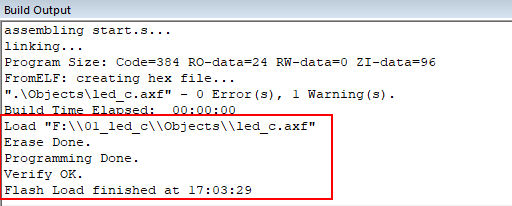 Build Output
assembling start.s...
linking...
Program Size: Code=384 RO-data=24 RW-data=0 ZI-data=96
FromELF: creating hex file...
".\Objects\led_c.axf" - 0 Error(s), 1 Warning(s).
Build Time Elapsed:  00:00:00
Load "F:\\01_led_c\\Objects\\led_c.axf"
Erase Done.
Programming Done.
Verify OK.
Flash Load finished at 17:03:29